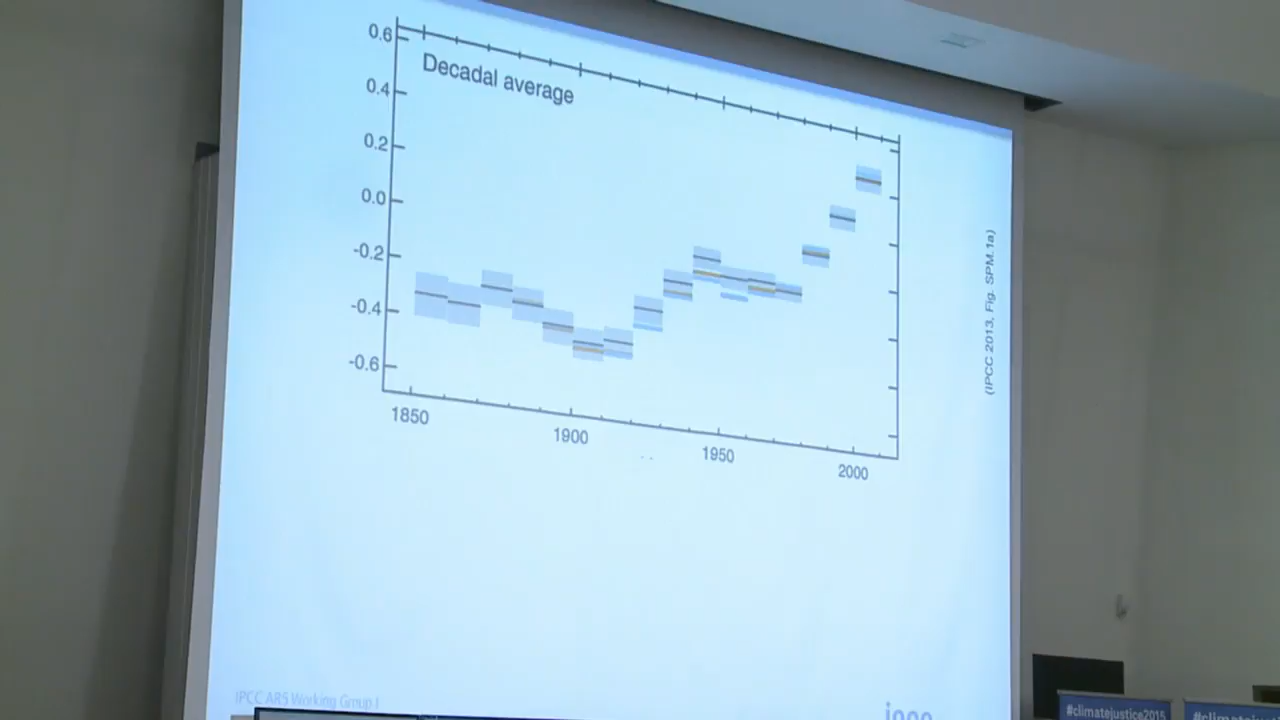 0.6
Decadal average
0.4
0.2
0.0
-0.2
-0.4
-0.6
1850
1900
1950
2000
(IPCC 2013, Fig. SPM.1a)
IPCC AR5 Working Group I
ipcc
#climatejustice2015